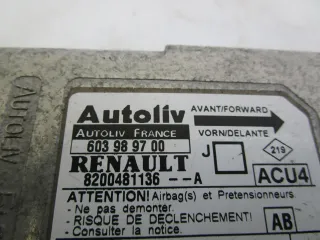 Autoliv
AVANT/FORWARD
AUTOLIV FRANCE
VORN/DELANTE
603 98 97 00
J
219
RENAULT
ACU4
8200481136 --A
ATTENTION! Airbag(s) et Pretensionneurs
- Ne pas demonter.
- RISQUE DE DECLENCHEMENT!
- Consulter la notice.
AB